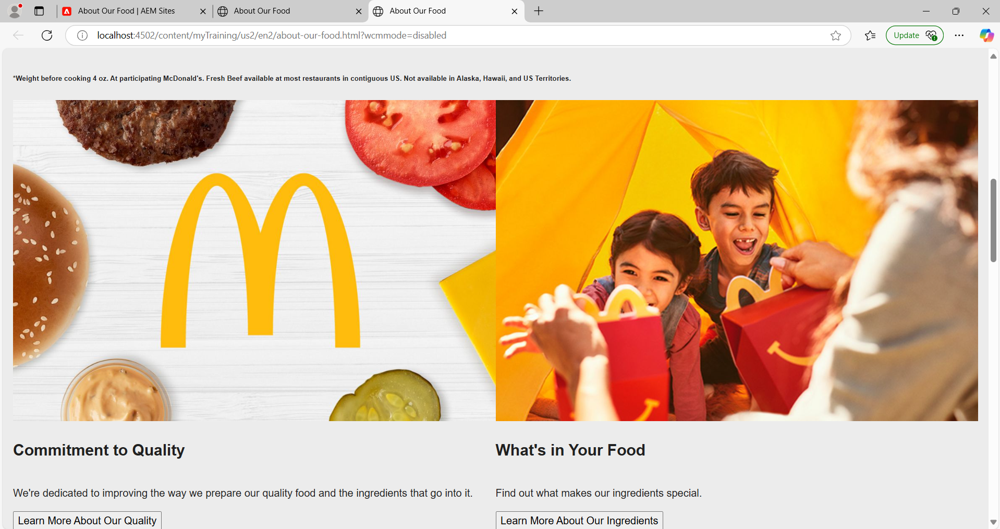 About Our Food | AEM Sites
About Our Food
About Our Food
localhost:4502/content/myTraining/us2/en2/about-our-food.html?wcmmode=disabled
Update
*Weight before cooking 4 oz. At participating McDonald's. Fresh Beef available at most restaurants in contiguous US. Not available in Alaska, Hawaii, and US Territories.
Commitment to Quality
We're dedicated to improving the way we prepare our quality food and the ingredients that go into it.
Learn More About Our Quality
What's in Your Food
Find out what makes our ingredients special.
Learn More About Our Ingredients